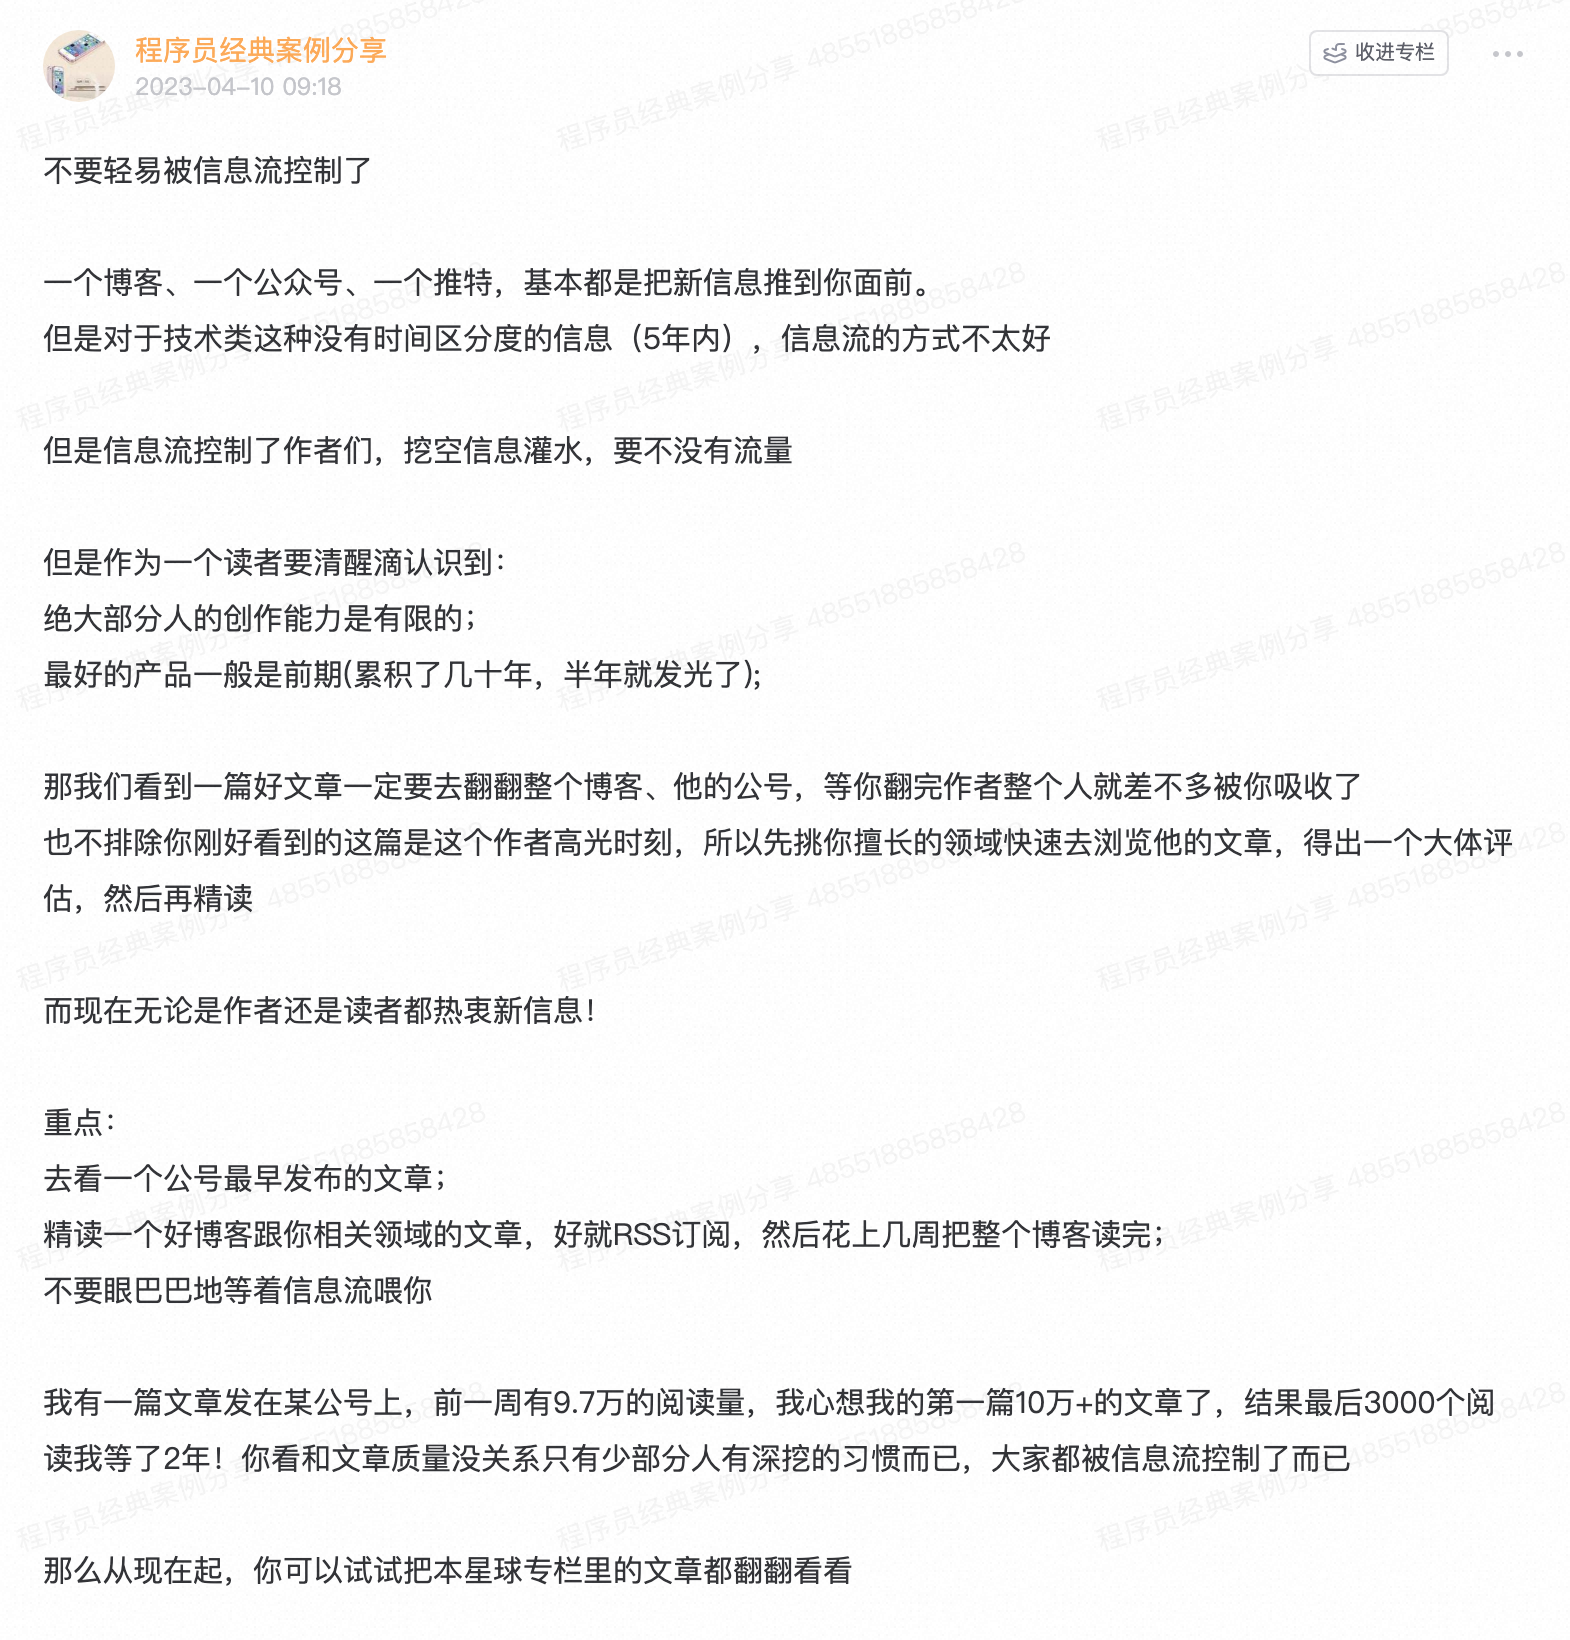 程序员经典案例分享
2023-04-10 09:18
收进专栏
不要轻易被信息流控制了
一个博客、一个公众号、一个推特，基本都是把新信息推到你面前。
但是对于技术类这种没有时间区分度的信息（5年内），信息流的方式不太好
但是信息流控制了作者们，挖空信息灌水，要不没有流量
但是作为一个读者要清醒滴认识到：
绝大部分人的创作能力是有限的；
最好的产品一般是前期(累积了几十年，半年就发光了);
那我们看到一篇好文章一定要去翻翻整个博客、他的公号，等你翻完作者整个人就差不多被你吸收了
也不排除你刚好看到的这篇是这个作者高光时刻，所以先挑你擅长的领域快速去浏览他的文章，得出一个大体评
估，然后再精读
而现在无论是作者还是读者都热衷新信息！
重点：
去看一个公号最早发布的文章；
精读一个好博客跟你相关领域的文章，好就RSS订阅，然后花上几周把整个博客读完；
不要眼巴巴地等着信息流喂你
我有一篇文章发在某公号上，前一周有9.7万的阅读量，我心想我的第一篇10万+的文章了，结果最后3000个阅
读我等了2年！你看和文章质量没关系只有少部分人有深挖的习惯而已，大家都被信息流控制了而已
那么从现在起，你可以试试把本星球专栏里的文章都翻翻看看
程序员经典案例分享 48551885858428